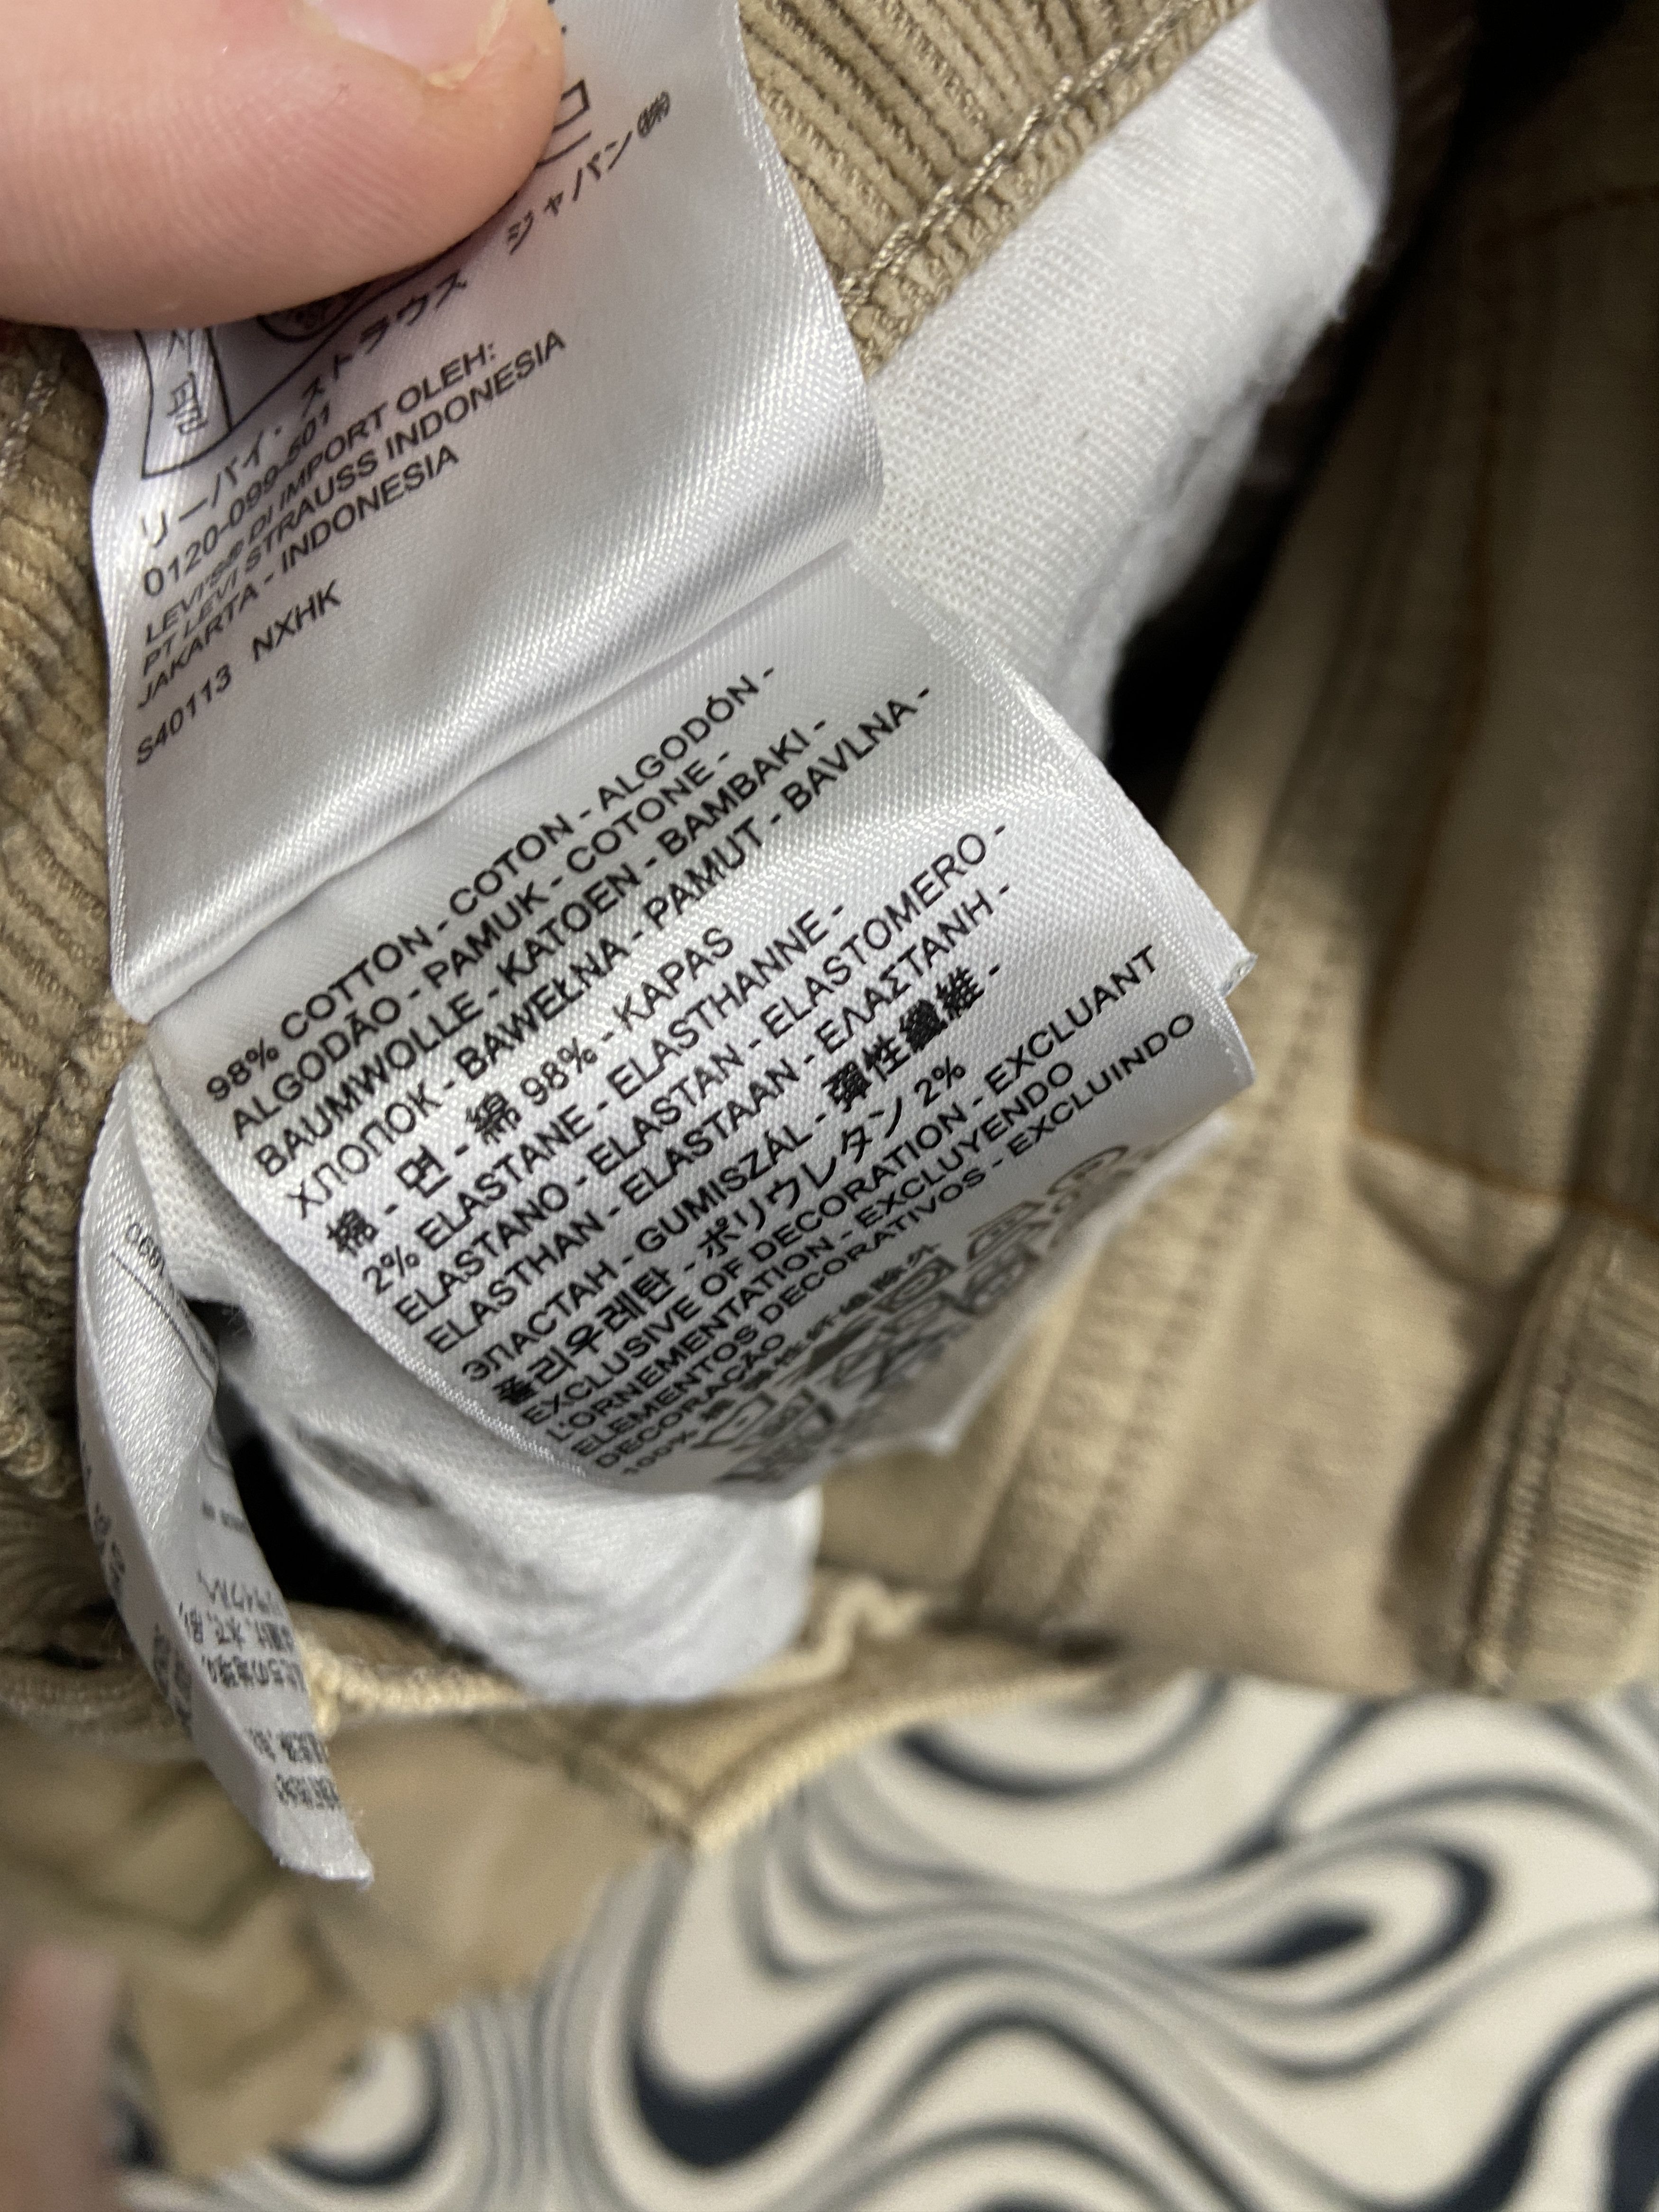 ストラウス ジャパン㈱
リーバイ・
0120-099-501
LEVI'S® DI IMPORT OLEH:
PT LEVI STRAUSS INDONESIA
JAKARTA - INDONESIA
S40113 NXHK
98% COTTON - COTON - ALGODÓN -
ALGODÃO - PAMUK - COTONE -
BAUMWOLLE - KATOEN - BAMBAKI -
ХЛОПОК - BAWEŁNA - PAMUT - BAVLNA -
棉 - 면 - 綿 98% - KAPAS
2% ELASTANE - ELASTHANNE -
ELASTANO - ELASTAN - ELASTOMERO -
ELASTHAN - ELASTAAN - ΕΛΑΣΤΑΝΗ -
ЭЛАСТАН - GUMISZÁL - 彈性纖維 -
폴리우레탄 - ポリウレタン 2%
EXCLUSIVE OF DECORATION - EXCLUANT
L'ORNEMENTATION - EXCLUYENDO
ELEMENTOS DECORATIVOS - EXCLUINDO
DECORAÇÃO
100% 棉